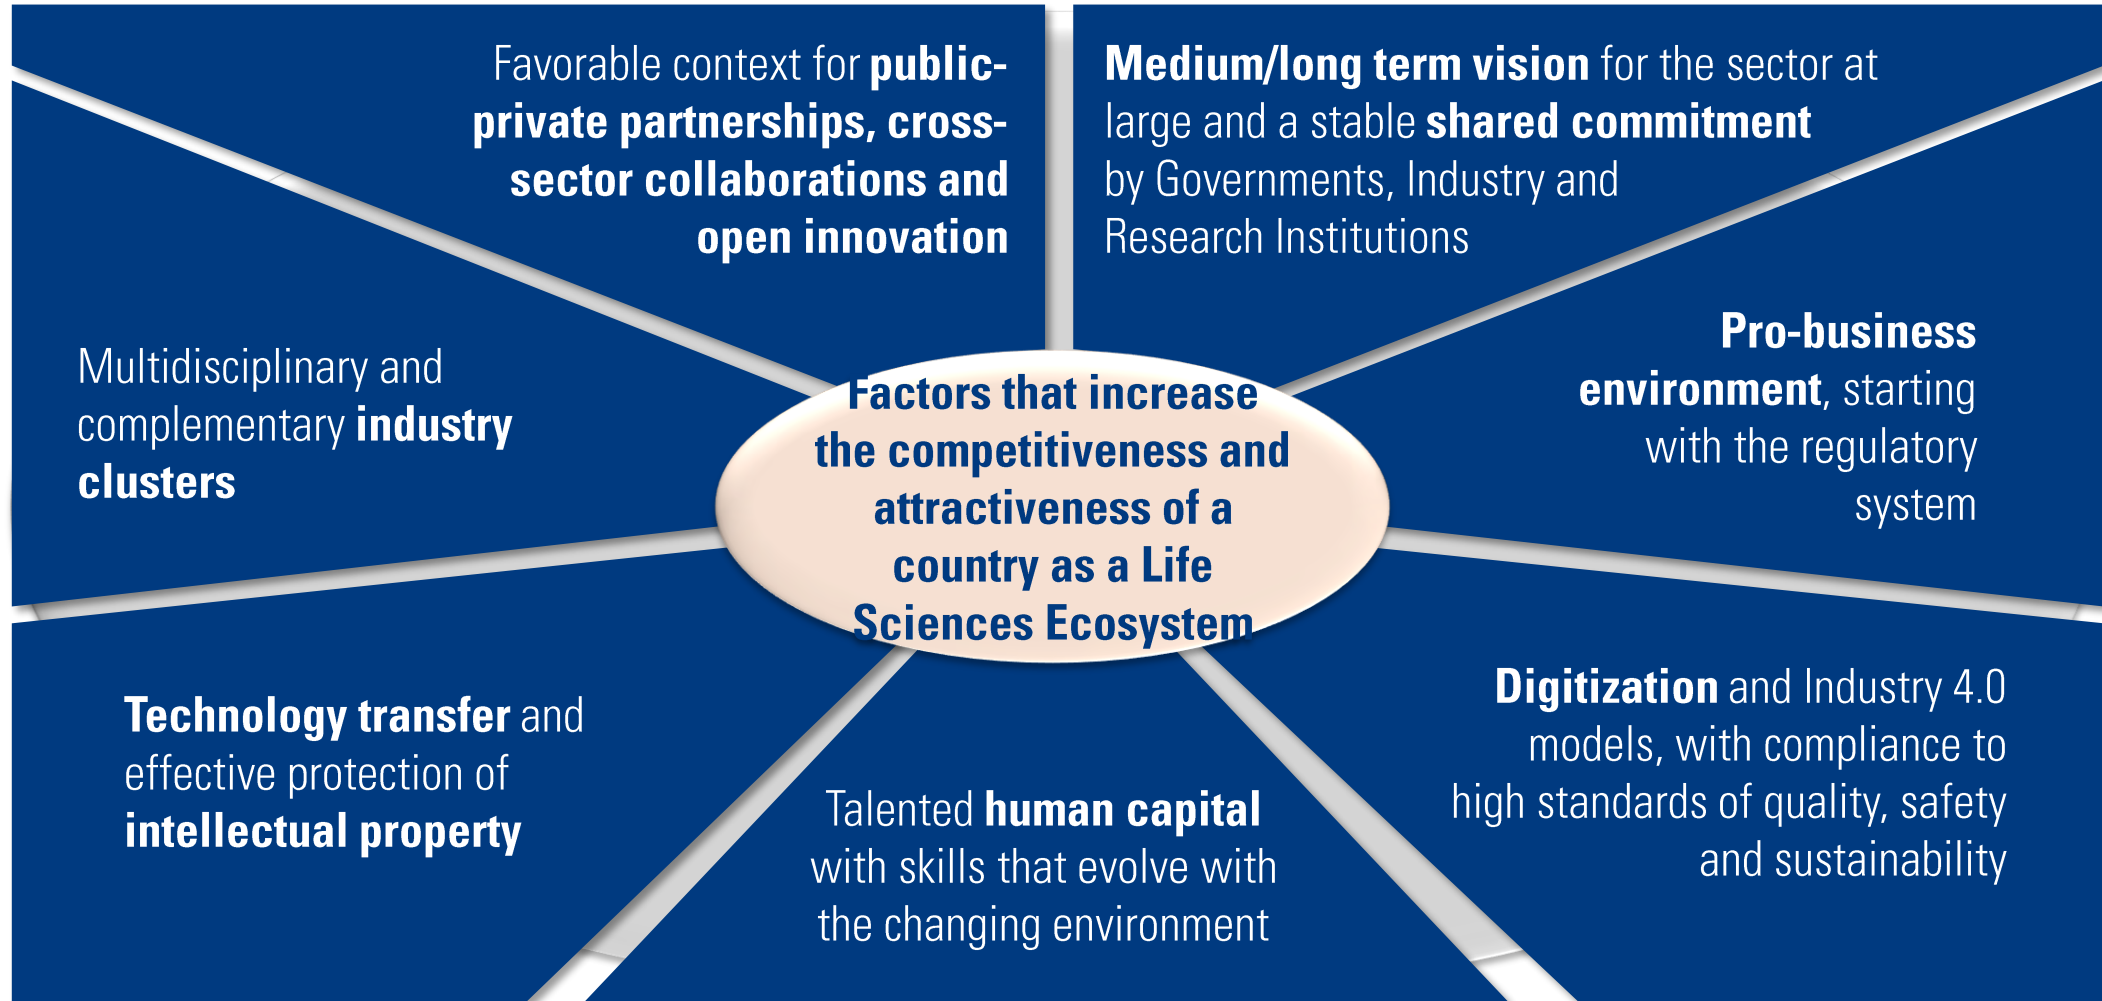 Favorable context for public-
private partnerships, cross-
sector collaborations and
open innovation
Medium/long term vision for the sector at
large and a stable shared commitment
by Governments, Industry and
Research Institutions
Multidisciplinary and
complementary industry
clusters
Factors that increase
the competitiveness and
attractiveness of a
country as a Life
Sciences Ecosystem
Pro-business
environment, starting
with the regulatory
system
Technology transfer and
effective protection of
intellectual property
Talented human capital
with skills that evolve with
the changing environment
Digitization and Industry 4.0
models, with compliance to
high standards of quality, safety
and sustainability